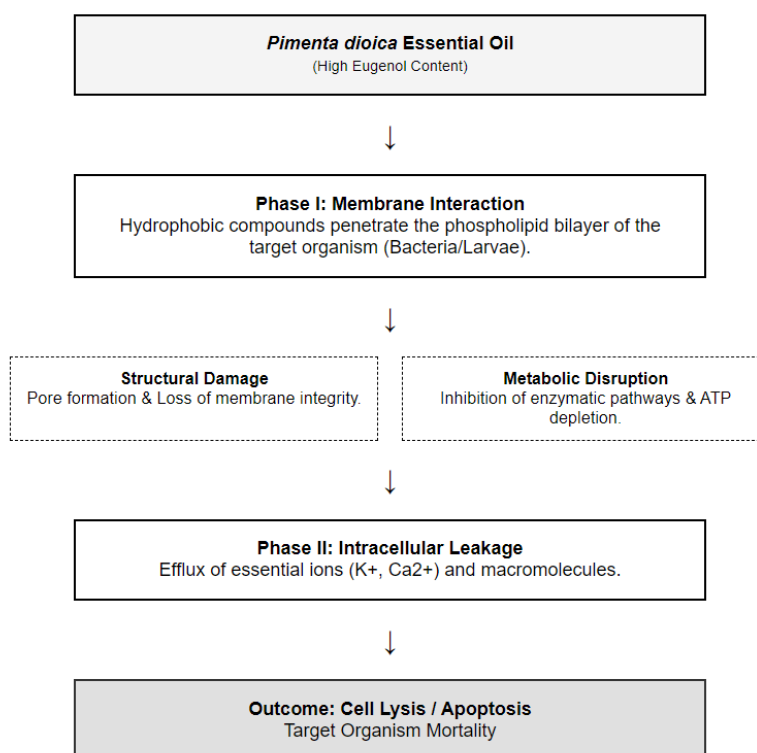 Pimenta dioica Essential Oil
(High Eugenol Content)
↓
Phase I: Membrane Interaction
Hydrophobic compounds penetrate the phospholipid bilayer of the
target organism (Bacteria/Larvae).
↓
Structural Damage
Pore formation & Loss of membrane integrity.
Metabolic Disruption
Inhibition of enzymatic pathways & ATP
depletion.
↓
Phase II: Intracellular Leakage
Efflux of essential ions (K+, Ca2+) and macromolecules.
↓
Outcome: Cell Lysis / Apoptosis
Target Organism Mortality